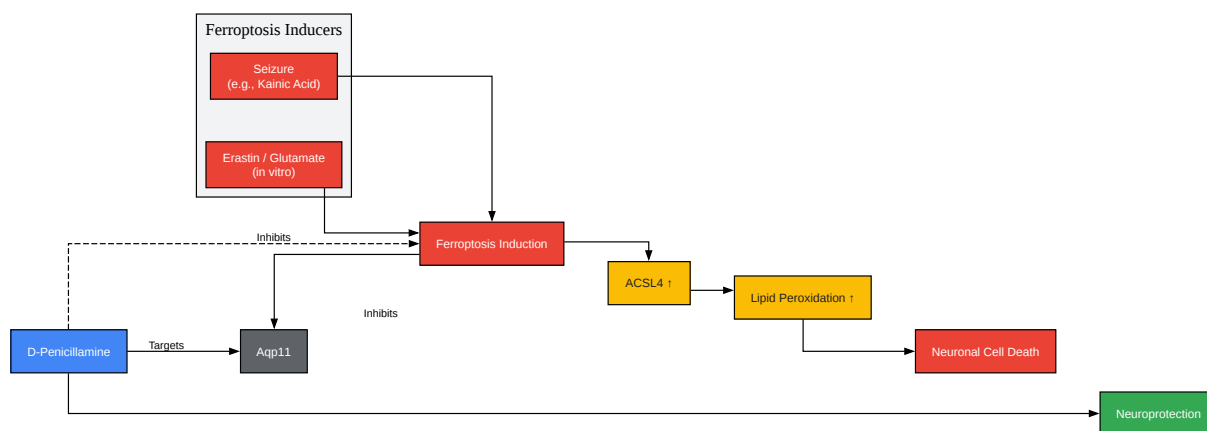 Ferroptosis Inducers
Seizure
(e.g., Kainic Acid)
Erastin / Glutamate
(in vitro)
Inhibits
Ferroptosis Induction
ACSL4 ↑
Lipid Peroxidation ↑
Inhibits
D-Penicillamine
Targets
Aqp11
Neuronal Cell Death
Neuroprotection